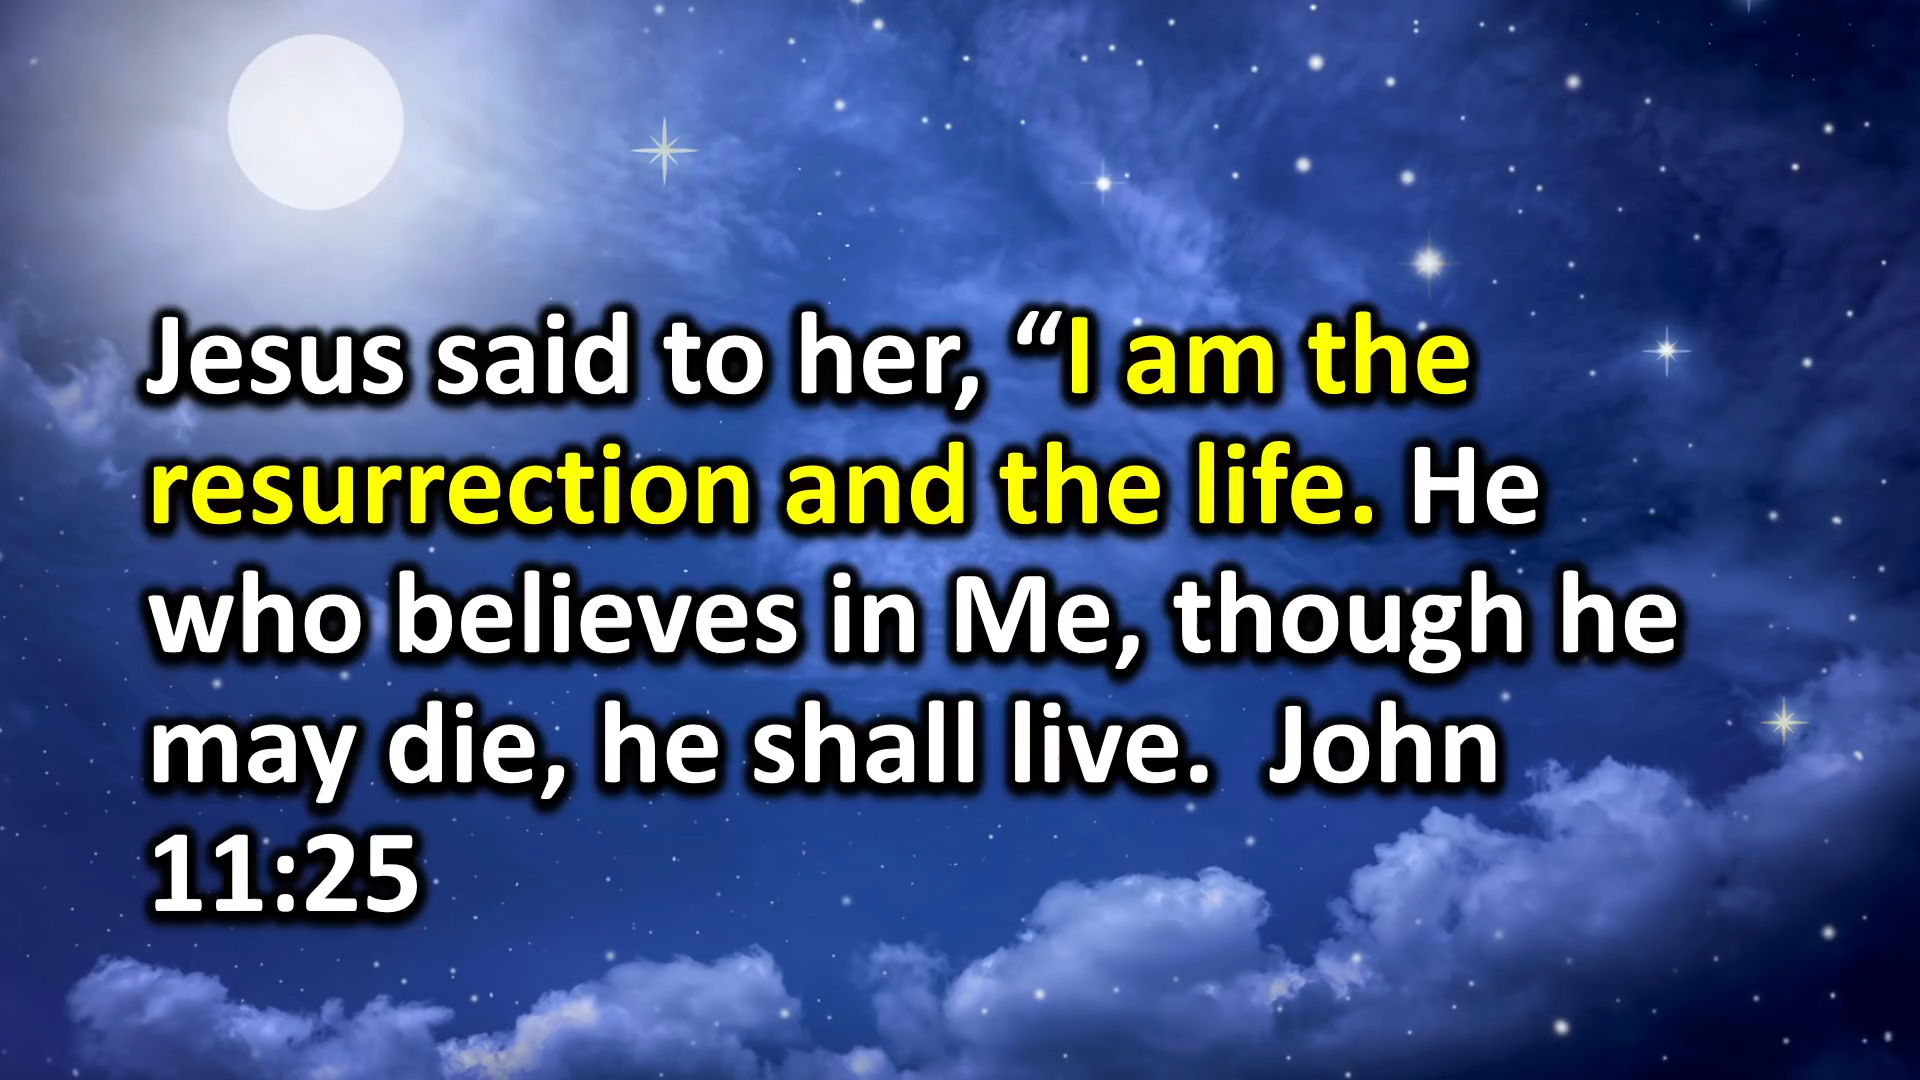 Jesus said to her, “I am the
resurrection and the life. He
who believes in Me, though he
may die, he shall live.  John
11:25